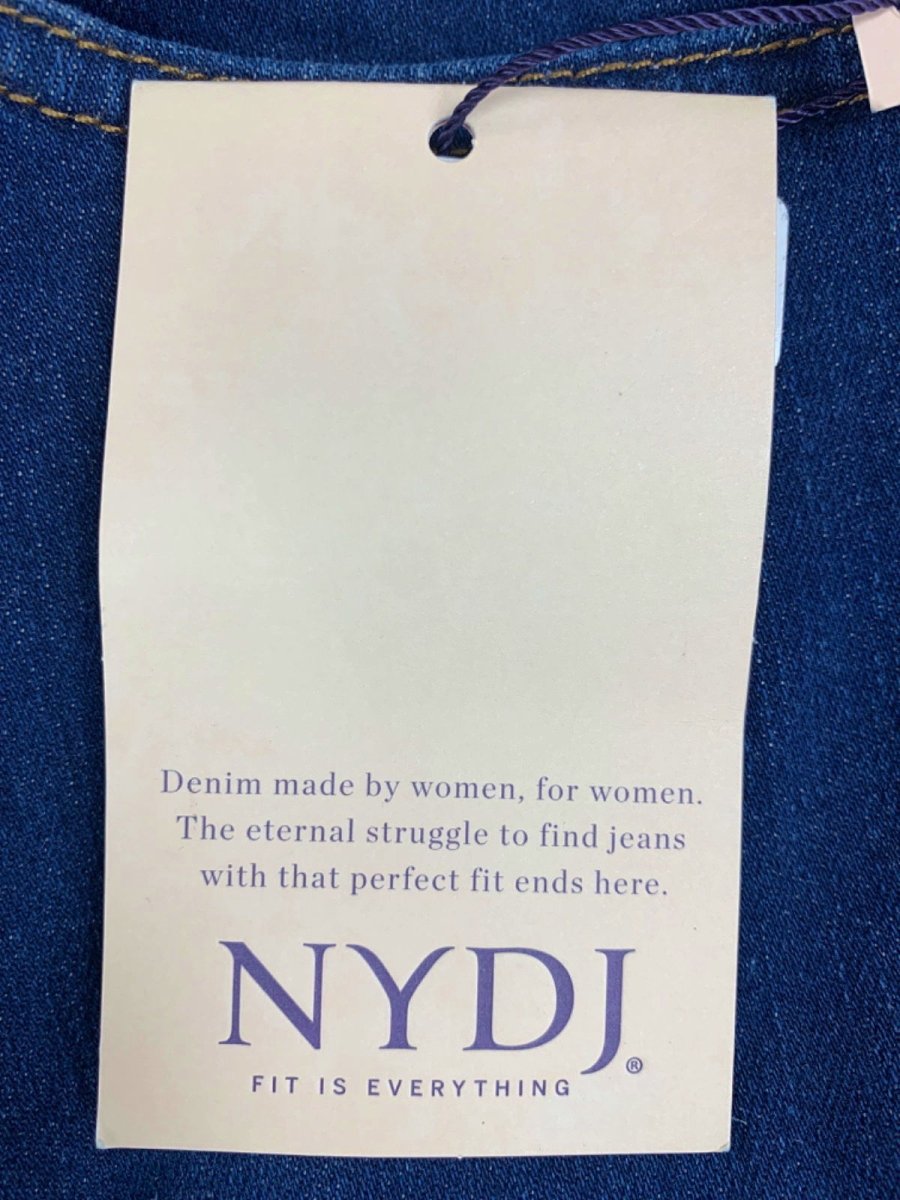 Denim made by women, for women.
The eternal struggle to find jeans
with that perfect fit ends here.
NYDJ®
FIT IS EVERYTHING